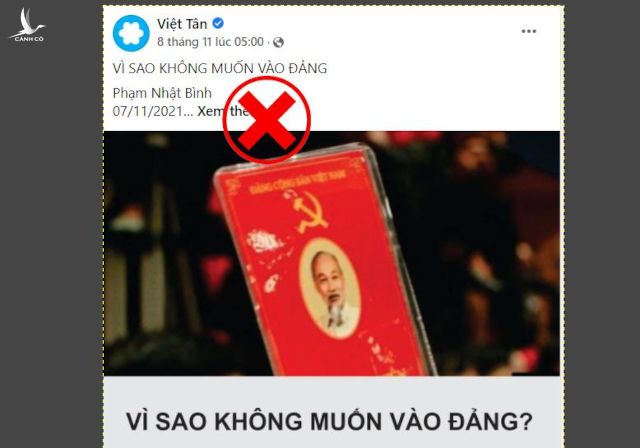 CÁNH CÒ
Việt Tân
8 tháng 11 lúc 05:00 ·
VÌ SAO KHÔNG MUỐN VÀO ĐẢNG
Phạm Nhật Bình
07/11/2021... Xem thê
ĐẢNG CỘNG SẢN VIỆT NAM
VÌ SAO KHÔNG MUỐN VÀO ĐẢNG?